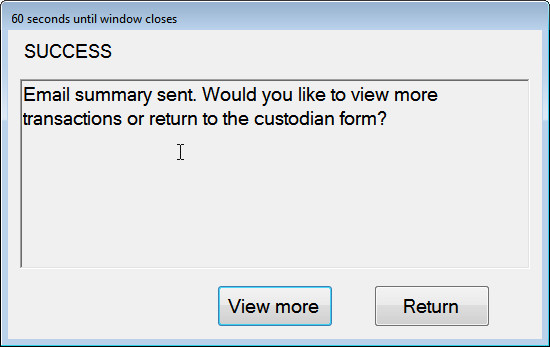 60 seconds until window closes
SUCCESS
Email summary sent. Would you like to view more
transactions or return to the custodian form?
View more
Return